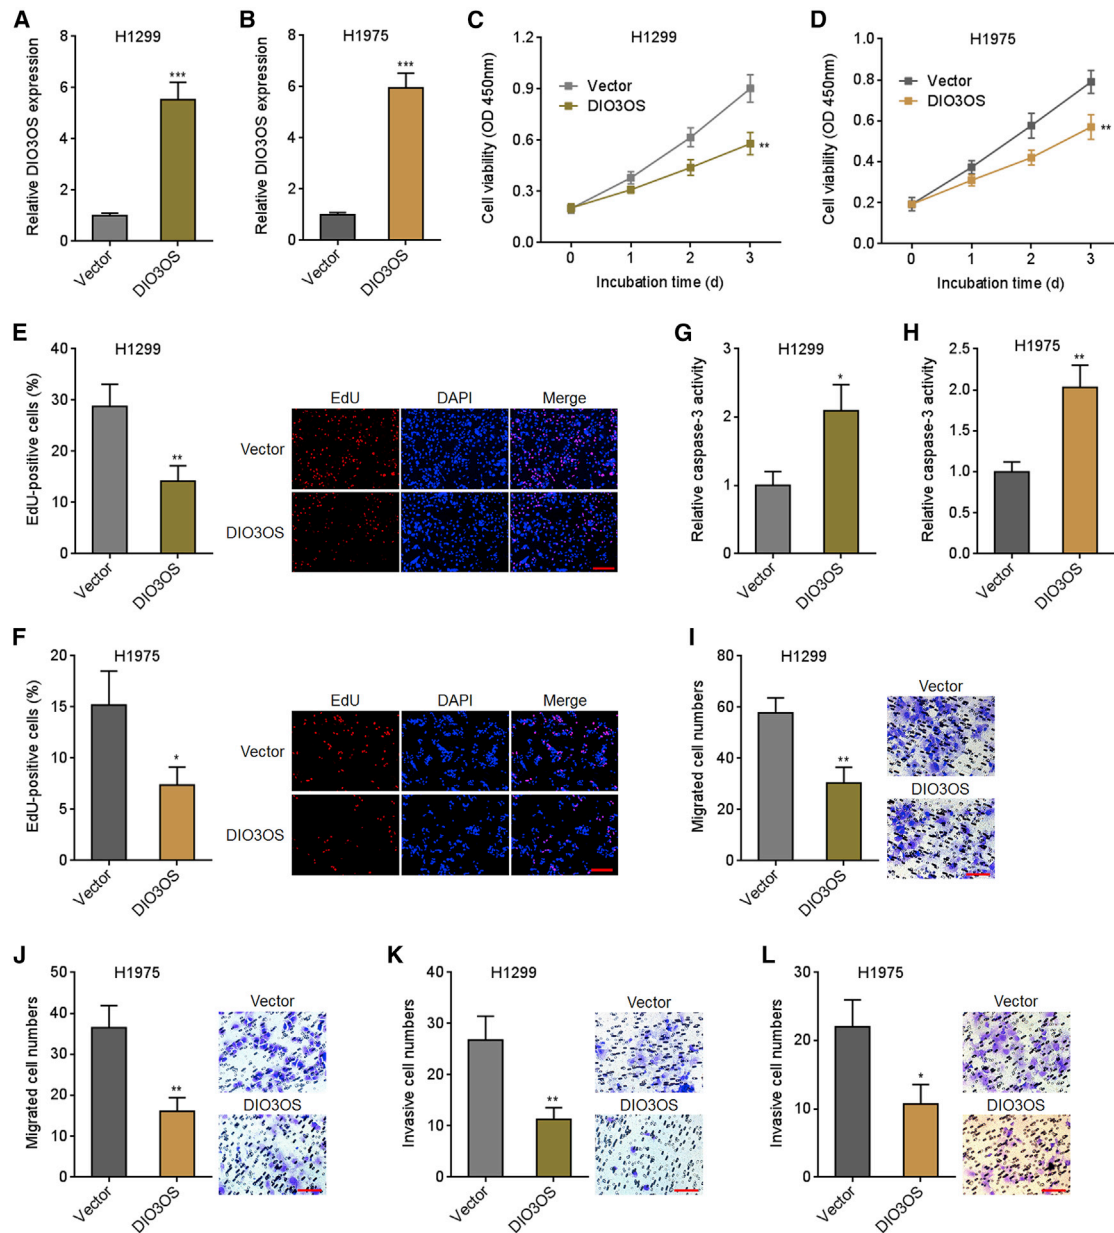 A
H1299
Relative DIO3OS expression
8
6
4
2
0
***
Vector
DIO3OS
B
H1975
Relative DIO3OS expression
8
6
4
2
0
***
Vector
DIO3OS
C
H1299
Cell viability (OD 450nm)
1.2
0.9
0.6
0.3
0.0
Vector
DIO3OS
**
0 1 2 3
Incubation time (d)
D
H1975
Cell viability (OD 450nm)
1.0
0.8
0.6
0.4
0.2
0.0
Vector
DIO3OS
**
0 1 2 3
Incubation time (d)
E
H1299
EdU-positive cells (%)
40
30
20
10
0
**
Vector
DIO3OS
EdU DAPI Merge
Vector
DIO3OS
G
H1299
Relative caspase-3 activity
3
2
1
0
*
Vector
DIO3OS
H
H1975
Relative caspase-3 activity
2.5
2.0
1.5
1.0
0.5
0.0
**
Vector
DIO3OS
F
H1975
EdU-positive cells (%)
20
15
10
5
0
*
Vector
DIO3OS
EdU DAPI Merge
Vector
DIO3OS
I
H1299
Migrated cell numbers
80
60
40
20
0
**
Vector
DIO3OS
Vector
DIO3OS
J
H1975
Migrated cell numbers
50
40
30
20
10
0
**
Vector
DIO3OS
Vector
DIO3OS
K
H1299
Invasive cell numbers
40
30
20
10
0
**
Vector
DIO3OS
Vector
DIO3OS
L
H1975
Invasive cell numbers
30
20
10
0
*
Vector
DIO3OS
Vector
DIO3OS